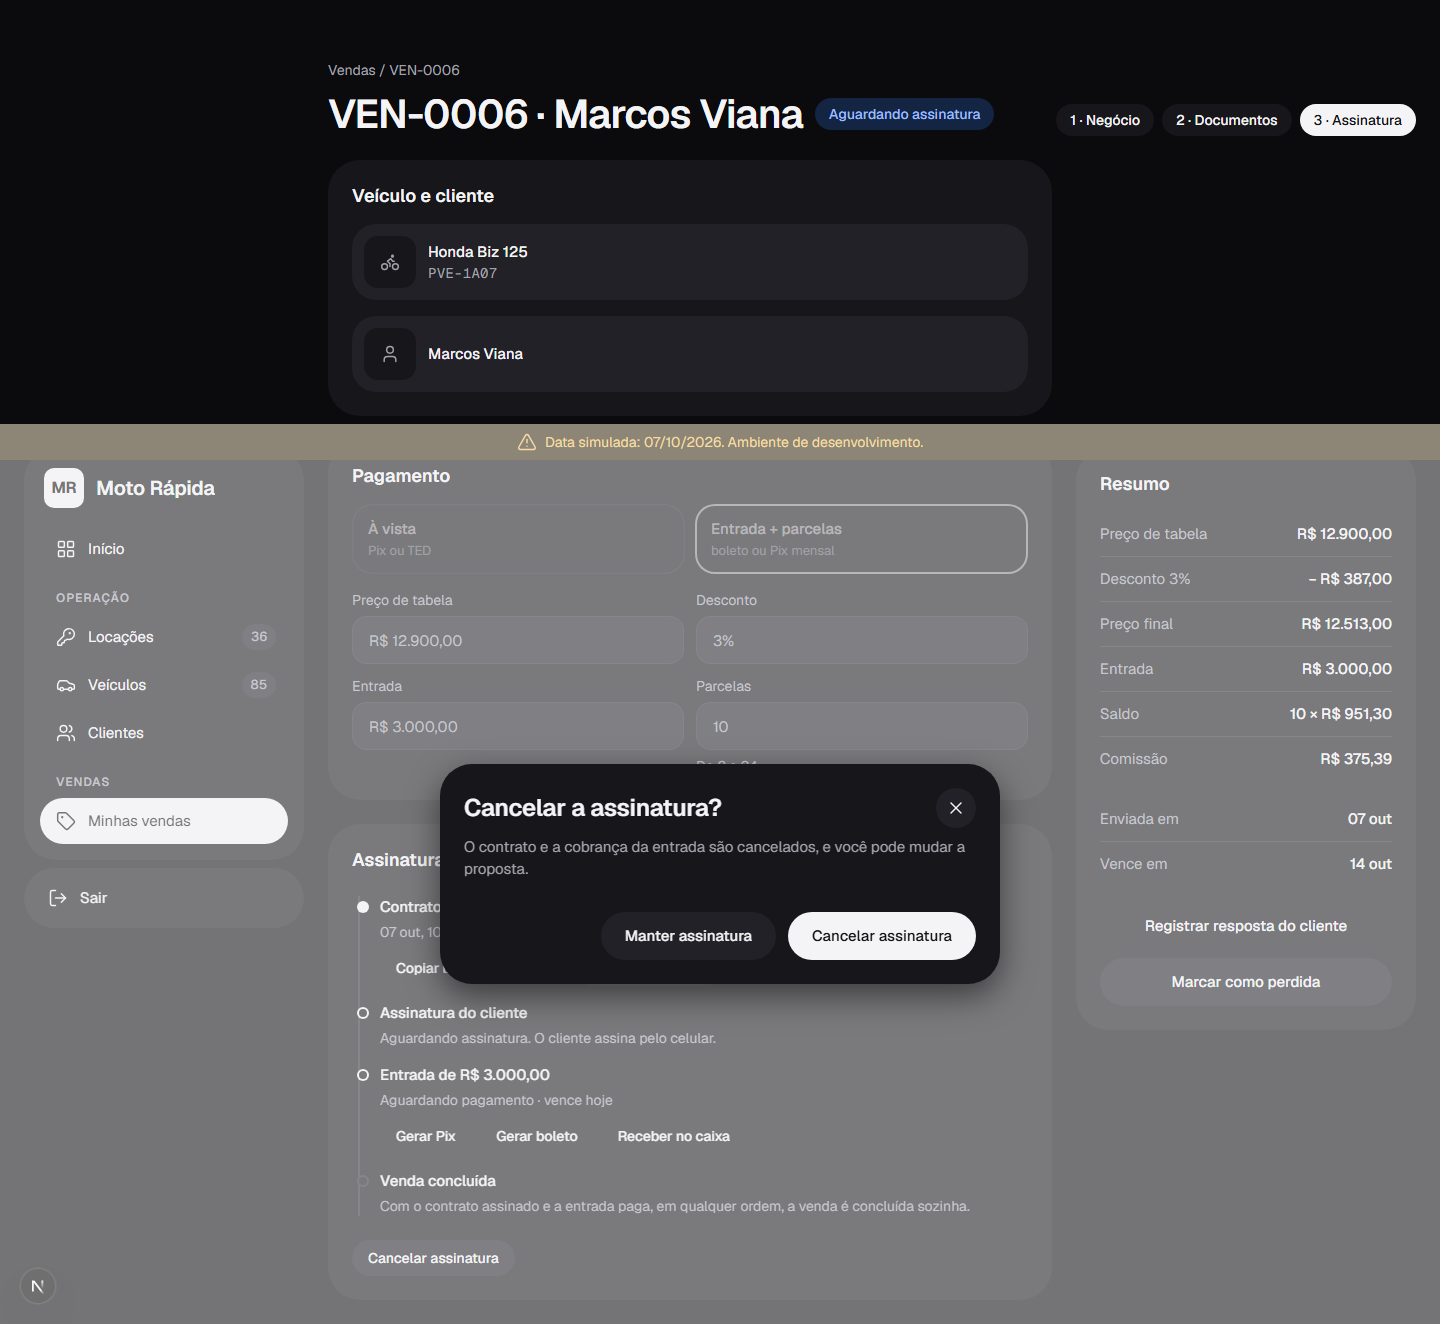 Vendas / VEN-0006
VEN-0006 · Marcos Viana
Aguardando assinatura
1 · Negócio
2 · Documentos
3 · Assinatura
Veículo e cliente
Honda Biz 125
PVE-1A07
Marcos Viana
Data simulada: 07/10/2026. Ambiente de desenvolvimento.
MR
Moto Rápida
Início
OPERAÇÃO
Locações
36
Veículos
85
Clientes
VENDAS
Minhas vendas
Sair
Pagamento
À vista
Pix ou TED
Entrada + parcelas
boleto ou Pix mensal
Preço de tabela
Desconto
R$ 12.900,00
3%
Entrada
Parcelas
R$ 3.000,00
10
Cancelar a assinatura?
O contrato e a cobrança da entrada são cancelados, e você pode mudar a
proposta.
Manter assinatura
Cancelar assinatura
Assinatura
Contrato
07 out, 10
Copiar
Assinatura do cliente
Aguardando assinatura. O cliente assina pelo celular.
Entrada de R$ 3.000,00
Aguardando pagamento · vence hoje
Gerar Pix
Gerar boleto
Receber no caixa
Venda concluída
Com o contrato assinado e a entrada paga, em qualquer ordem, a venda é concluída sozinha.
Cancelar assinatura
Resumo
Preço de tabela
R$ 12.900,00
Desconto 3%
– R$ 387,00
Preço final
R$ 12.513,00
Entrada
R$ 3.000,00
Saldo
10 × R$ 951,30
Comissão
R$ 375,39
Enviada em
07 out
Vence em
14 out
Registrar resposta do cliente
Marcar como perdida
N